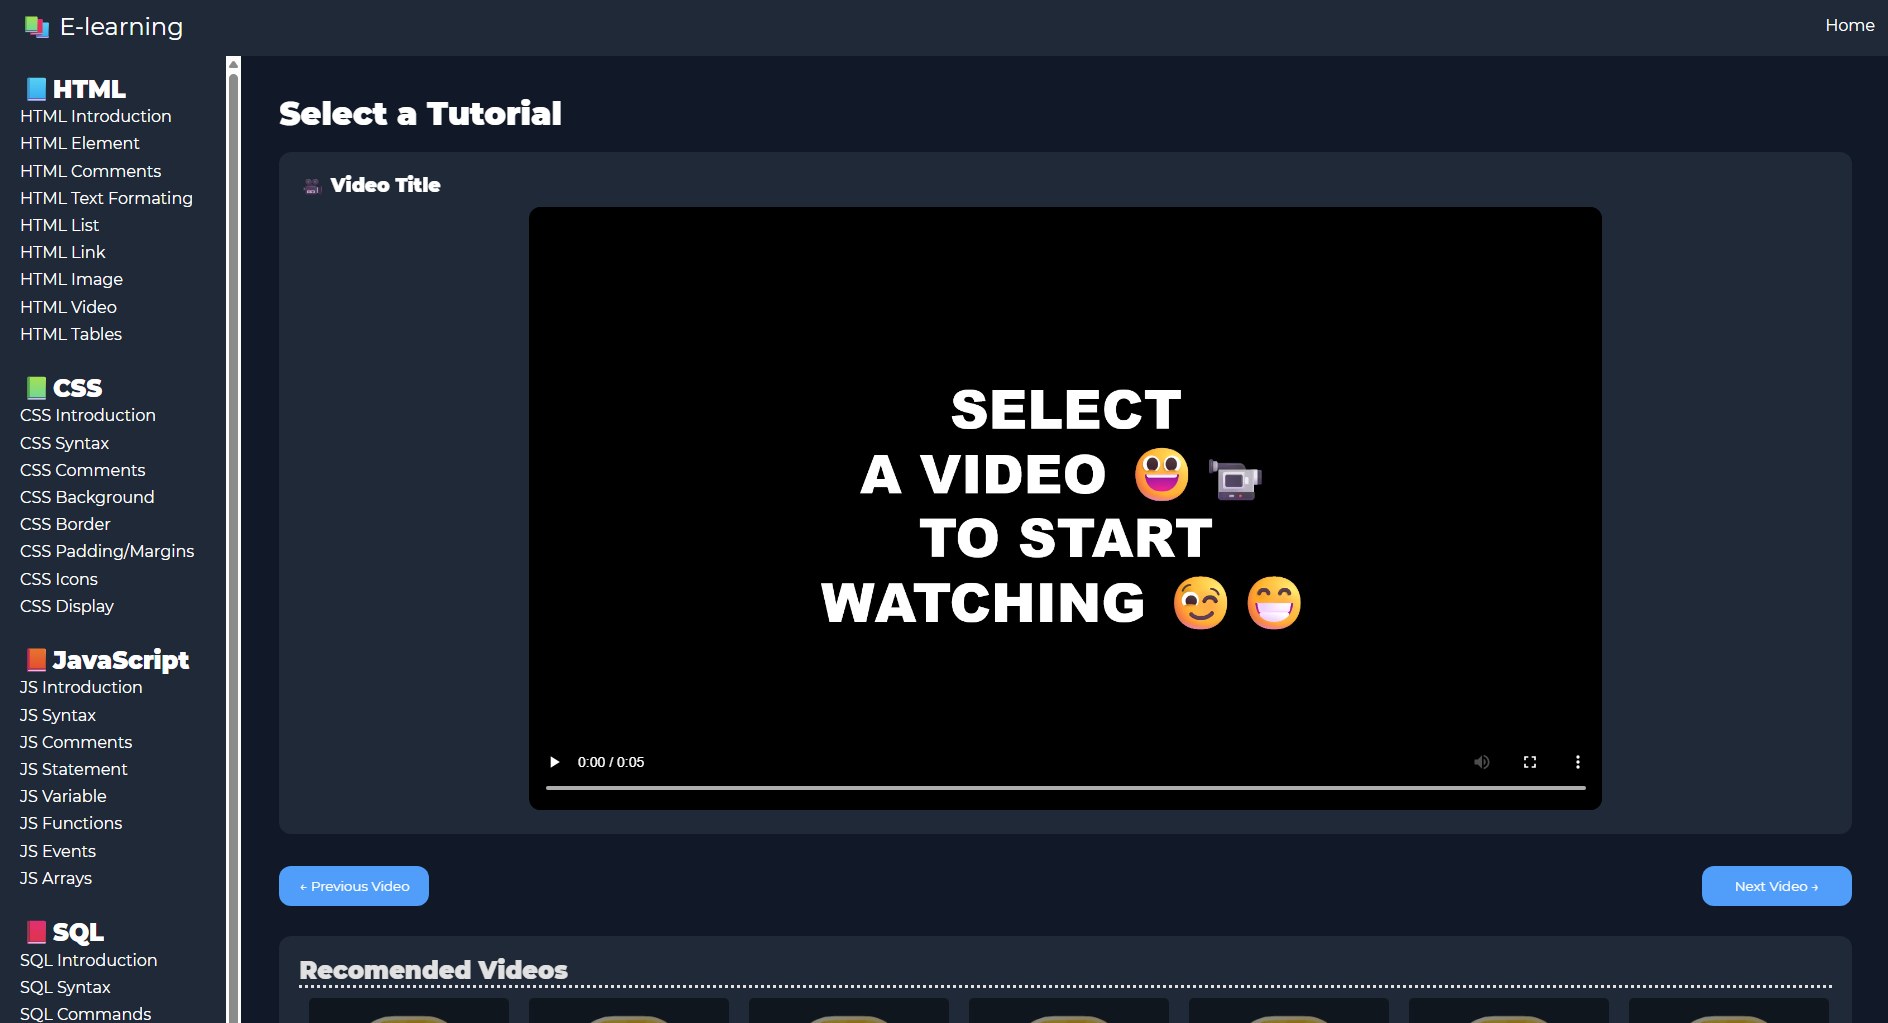 E-learning
Home
HTML
HTML Introduction
HTML Element
HTML Comments
HTML Text Formating
HTML List
HTML Link
HTML Image
HTML Video
HTML Tables
CSS
CSS Introduction
CSS Syntax
CSS Comments
CSS Background
CSS Border
CSS Padding/Margins
CSS Icons
CSS Display
JavaScript
JS Introduction
JS Syntax
JS Comments
JS Statement
JS Variable
JS Functions
JS Events
JS Arrays
SQL
SQL Introduction
SQL Syntax
SQL Commands
Select a Tutorial
Video Title
SELECT
A VIDEO 😀 📹
TO START
WATCHING 😉 😁
0:00 / 0:05
← Previous Video
Next Video →
Recomended Videos